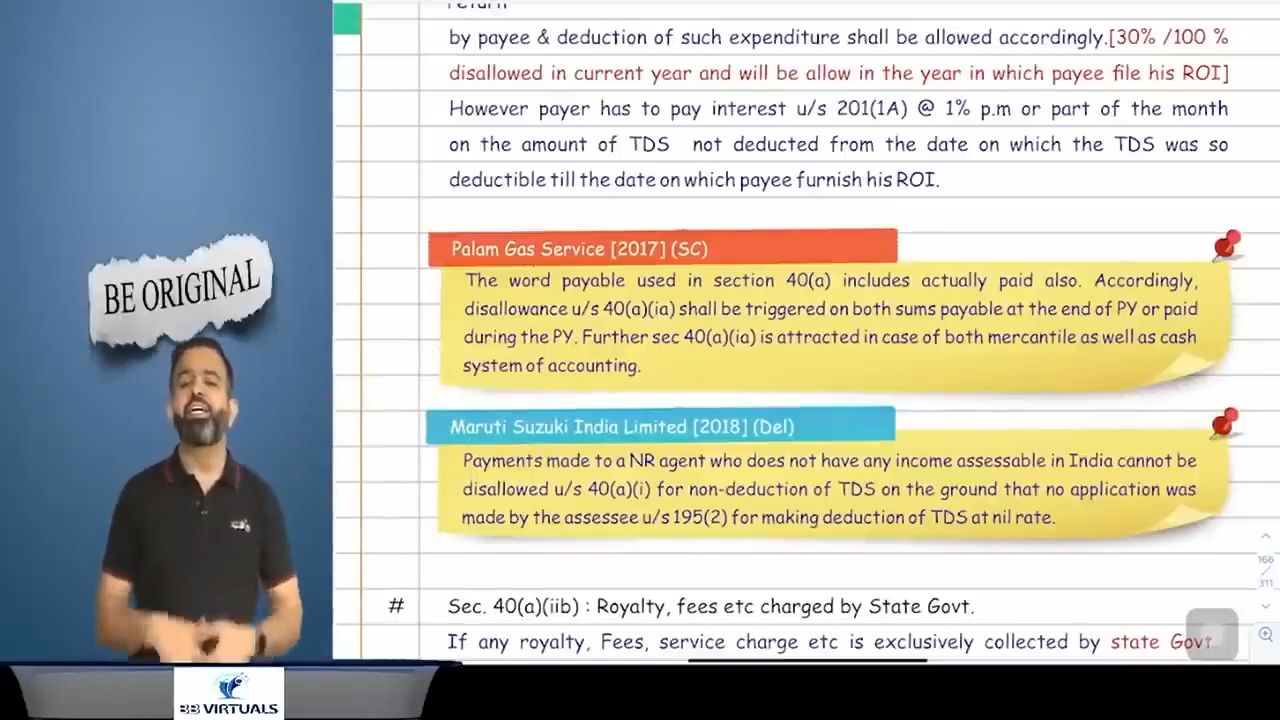 return
by payee & deduction of such expenditure shall be allowed accordingly.[30% /100 %
disallowed in current year and will be allow in the year in which payee file his ROI]
However payer has to pay interest u/s 201(1A) @ 1% p.m or part of the month
on the amount of TDS not deducted from the date on which the TDS was so
deductible till the date on which payee furnish his ROI.
Palam Gas Service [2017] (SC)
The word payable used in section 40(a) includes actually paid also. Accordingly,
disallowance u/s 40(a)(ia) shall be triggered on both sums payable at the end of PY or paid
during the PY. Further sec 40(a)(ia) is attracted in case of both mercantile as well as cash
system of accounting.
Maruti Suzuki India Limited [2018] (Del)
Payments made to a NR agent who does not have any income assessable in India cannot be
disallowed u/s 40(a)(i) for non-deduction of TDS on the ground that no application was
made by the assessee u/s 195(2) for making deduction of TDS at nil rate.
# Sec. 40(a)(iib) : Royalty, fees etc charged by State Govt.
If any royalty, Fees, service charge etc is exclusively collected by state Govt
BE ORIGINAL
BB VIRTUALS
166
/
311